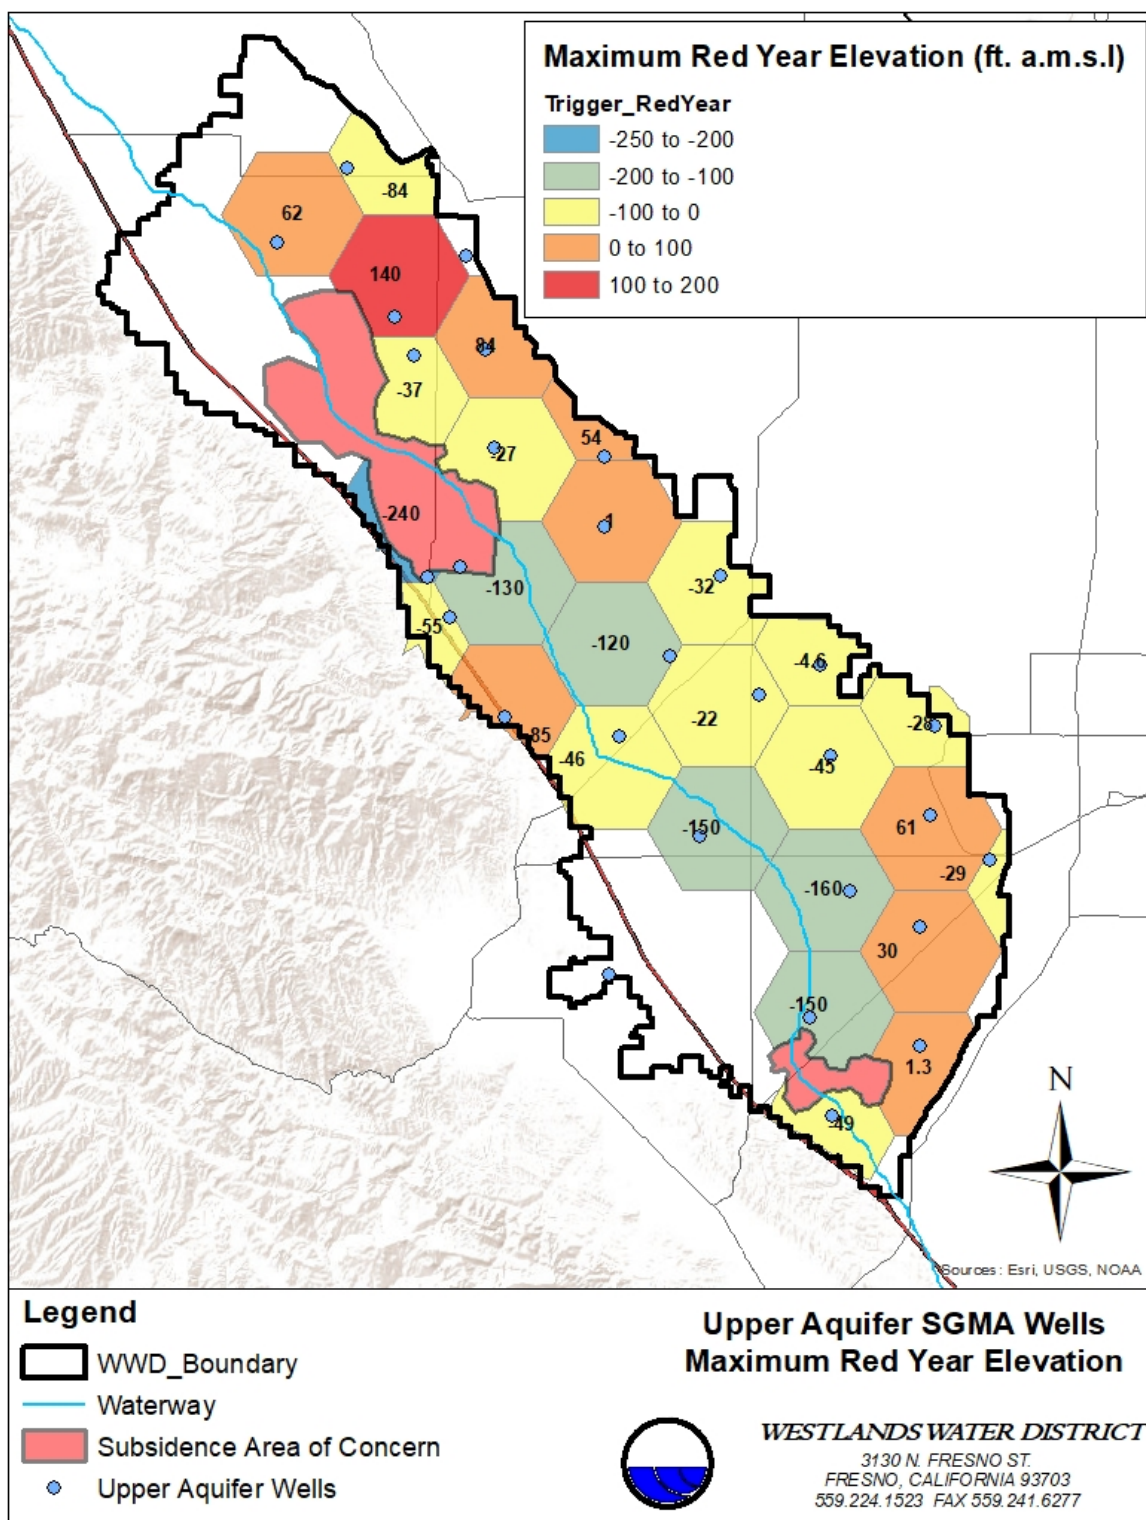 Maximum Red Year Elevation (ft. a.m.s.l)
Trigger_RedYear
-250 to -200
-200 to -100
-100 to 0
0 to 100
100 to 200
-84
62
140
84
-37
54
-27
-240
1
-130
-32
-55
-120
-4.6
-22
-28
85
-46
-45
-150
61
-29
-160
30
-150
1.3
-49
N
Sources: Esri, USGS, NOAA
Legend
WWD_Boundary
Waterway
Subsidence Area of Concern
Upper Aquifer Wells
Upper Aquifer SGMA Wells
Maximum Red Year Elevation
WESTLANDS WATER DISTRICT
3130 N. FRESNO ST.
FRESNO, CALIFORNIA 93703
559.224.1523 FAX 559.241.6277